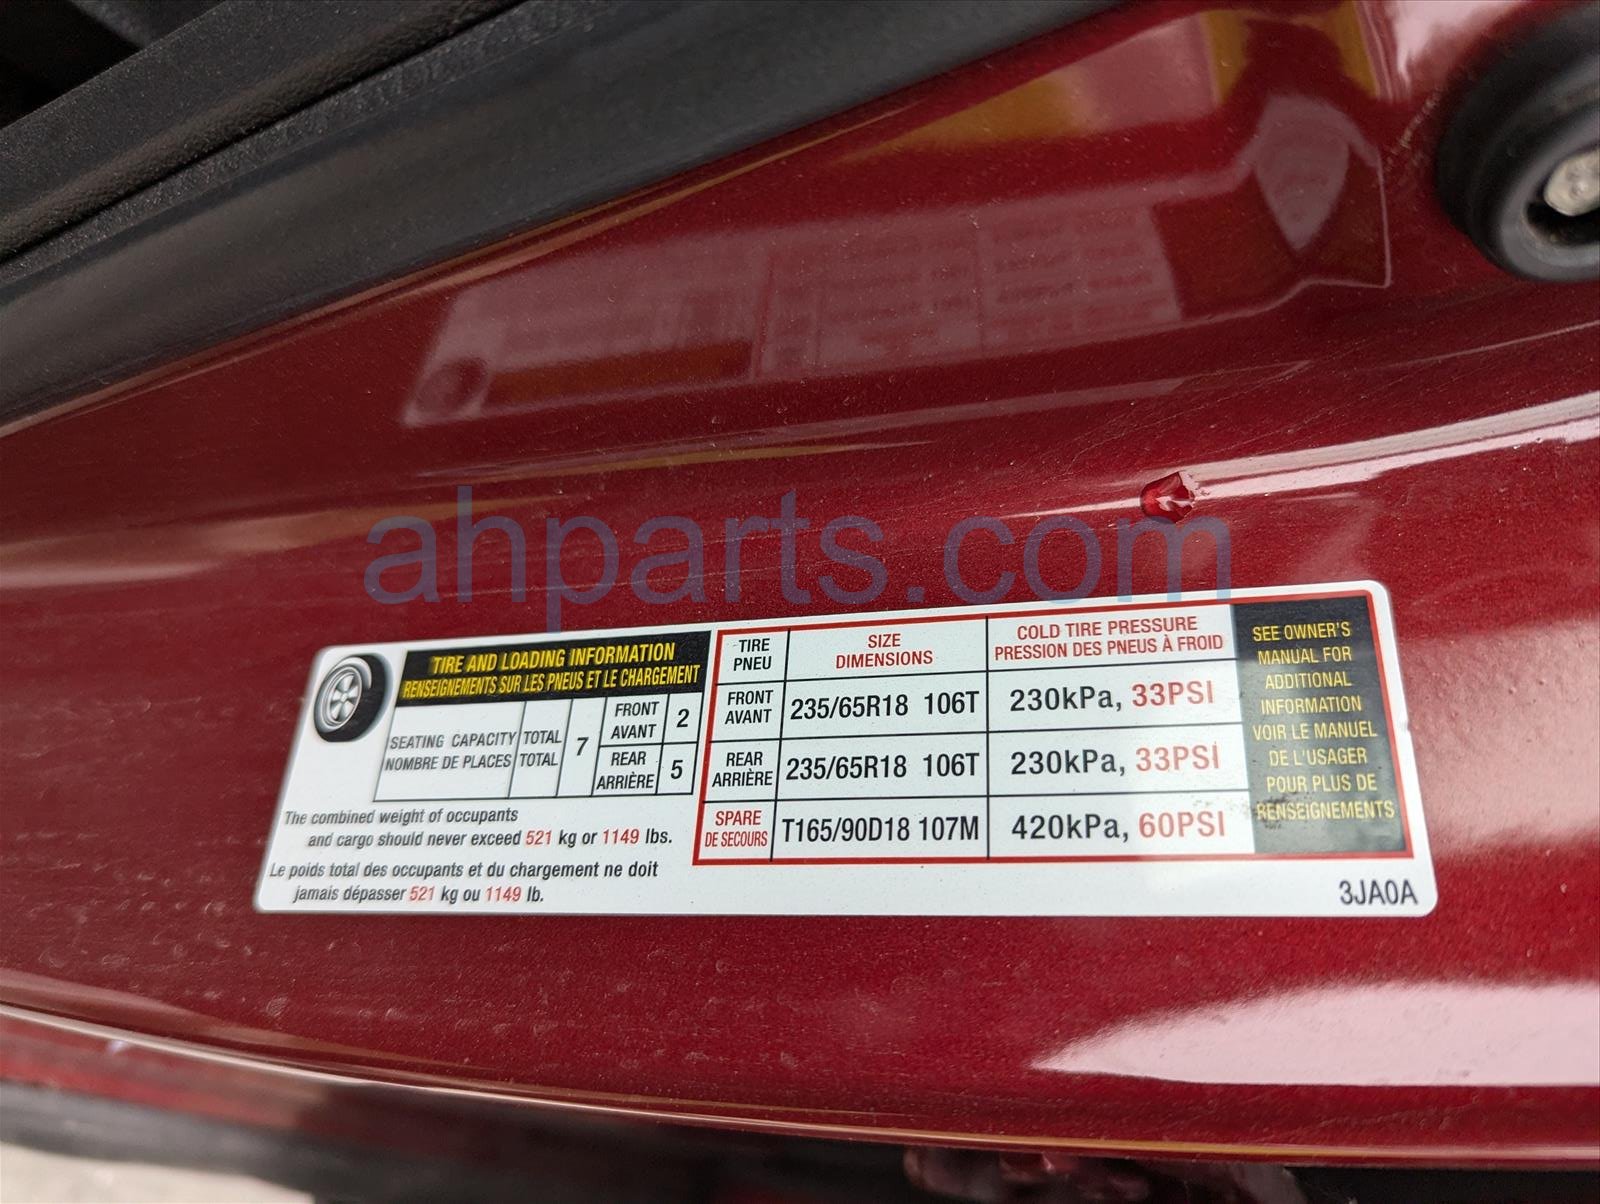 ahparts.com
TIRE AND LOADING INFORMATION
RENSEIGNEMENTS SUR LES PNEUS ET LE CHARGEMENT
SEATING CAPACITY
NOMBRE DE PLACES
TOTAL
TOTAL
7
FRONT
AVANT
2
REAR
ARRIÈRE
5
The combined weight of occupants
and cargo should never exceed 521 kg or 1149 lbs.
Le poids total des occupants et du chargement ne doit
jamais dépasser 521 kg ou 1149 lb.
TIRE
PNEU
SIZE
DIMENSIONS
COLD TIRE PRESSURE
PRESSION DES PNEUS À FROID
FRONT
AVANT
235/65R18 106T
230kPa, 33PSI
REAR
ARRIÈRE
235/65R18 106T
230kPa, 33PSI
SPARE
DE SECOURS
T165/90D18 107M
420kPa, 60PSI
SEE OWNER'S
MANUAL FOR
ADDITIONAL
INFORMATION
VOIR LE MANUEL
DE L'USAGER
POUR PLUS DE
RENSEIGNEMENTS
3JA0A